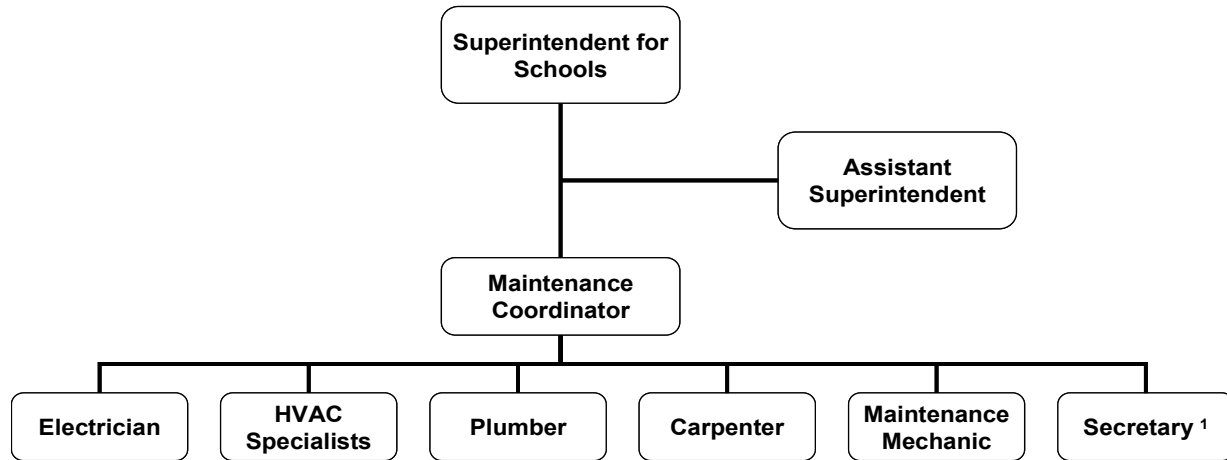 Superintendent for
Schools
Assistant
Superintendent
Maintenance
Coordinator
Electrician
HVAC
Specialists
Plumber
Carpenter
Maintenance
Mechanic
Secretary ¹